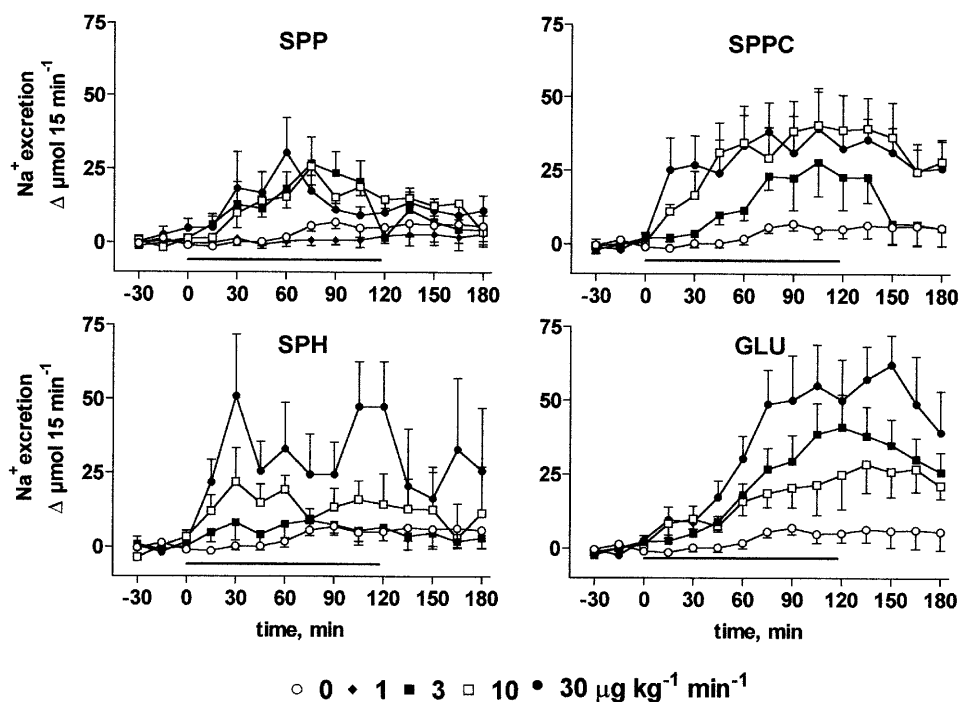 SPP
Na+ excretion
Δ µmol 15 min-1
75
50
25
0
-30 0 30 60 90 120 150 180
SPPC
75
50
25
0
-30 0 30 60 90 120 150 180
SPH
Na+ excretion
Δ µmol 15 min-1
75
50
25
0
-30 0 30 60 90 120 150 180
time, min
GLU
75
50
25
0
-30 0 30 60 90 120 150 180
time, min
0 1 3 10 30 µg kg-1 min-1